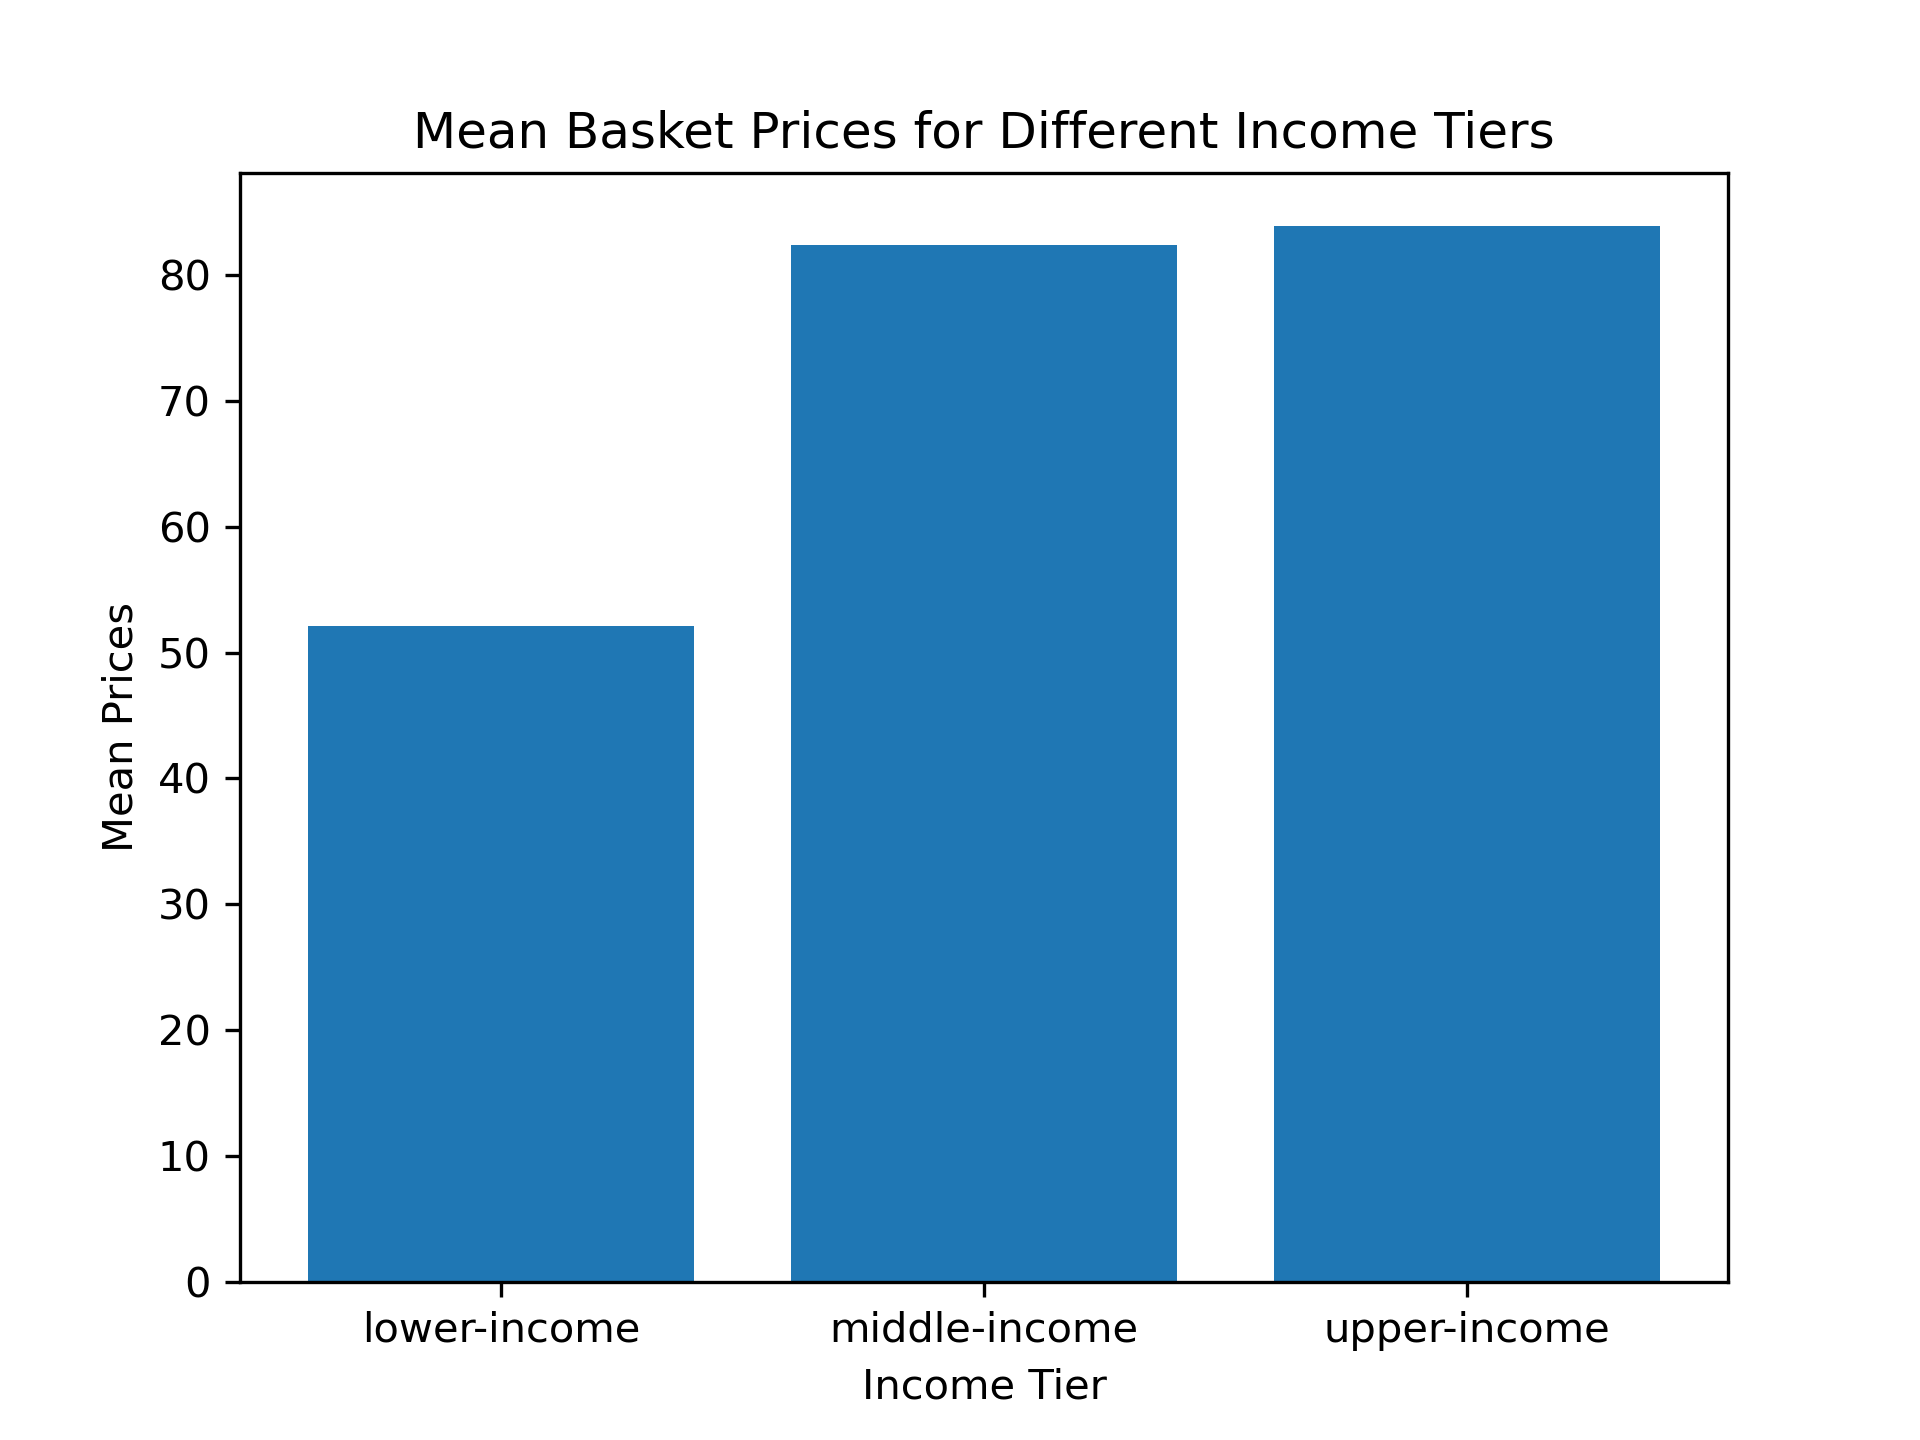 Mean Basket Prices for Different Income Tiers
Mean Prices
80
70
60
50
40
30
20
10
0
lower-income middle-income upper-income
Income Tier